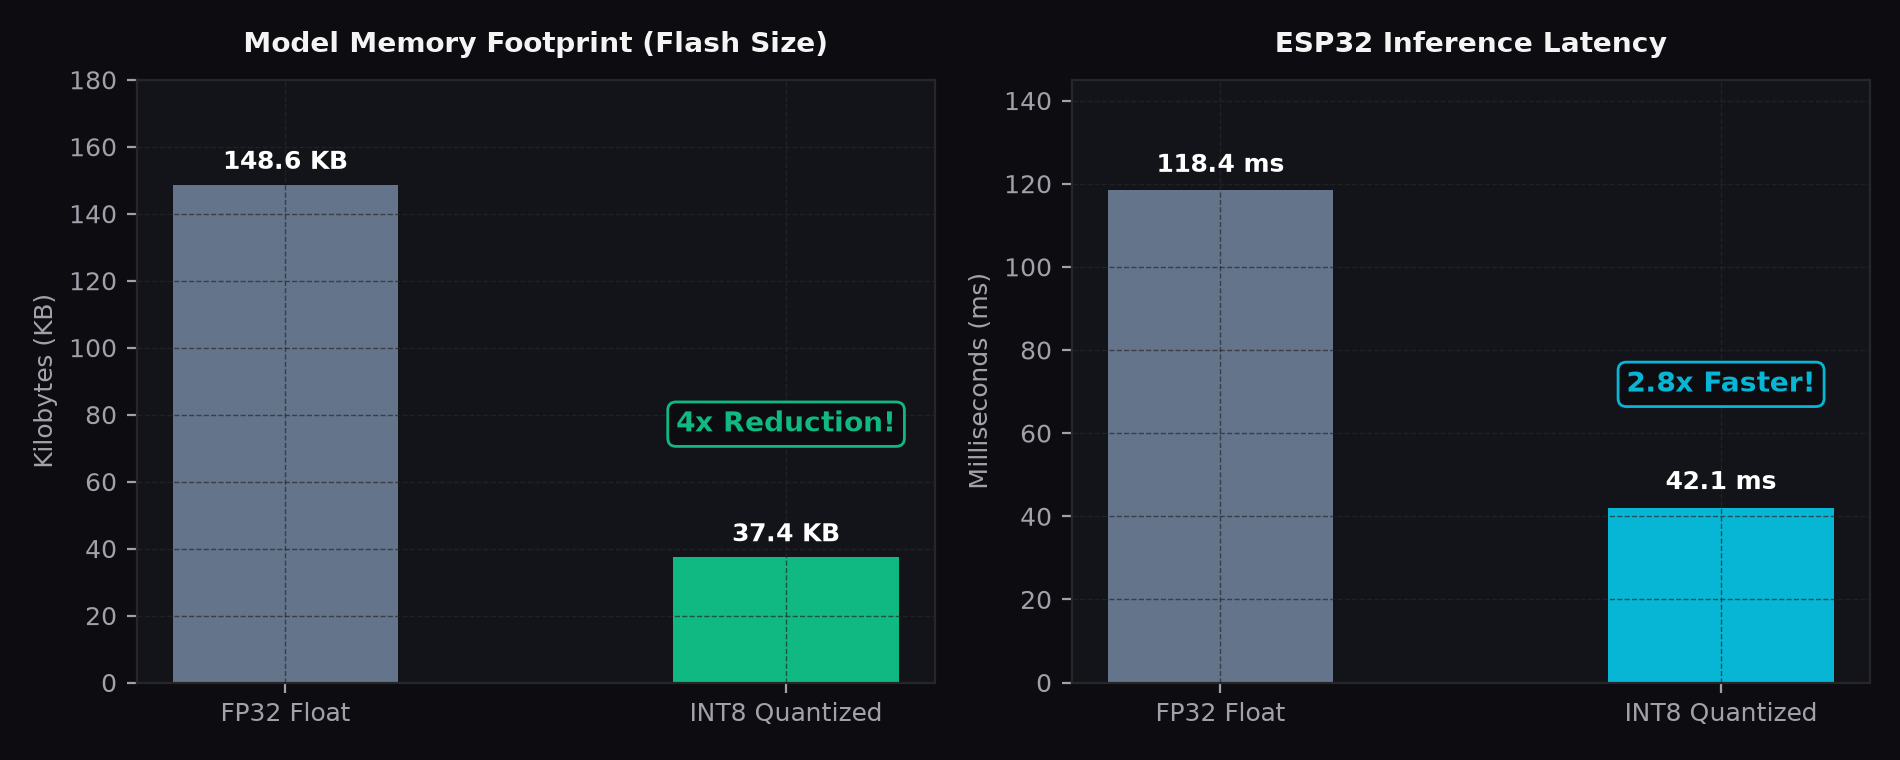 Model Memory Footprint (Flash Size)
Kilobytes (KB)
180
160
140
120
100
80
60
40
20
0
148.6 KB
4x Reduction!
37.4 KB
FP32 Float
INT8 Quantized
ESP32 Inference Latency
Milliseconds (ms)
140
120
100
80
60
40
20
0
118.4 ms
2.8x Faster!
42.1 ms
FP32 Float
INT8 Quantized